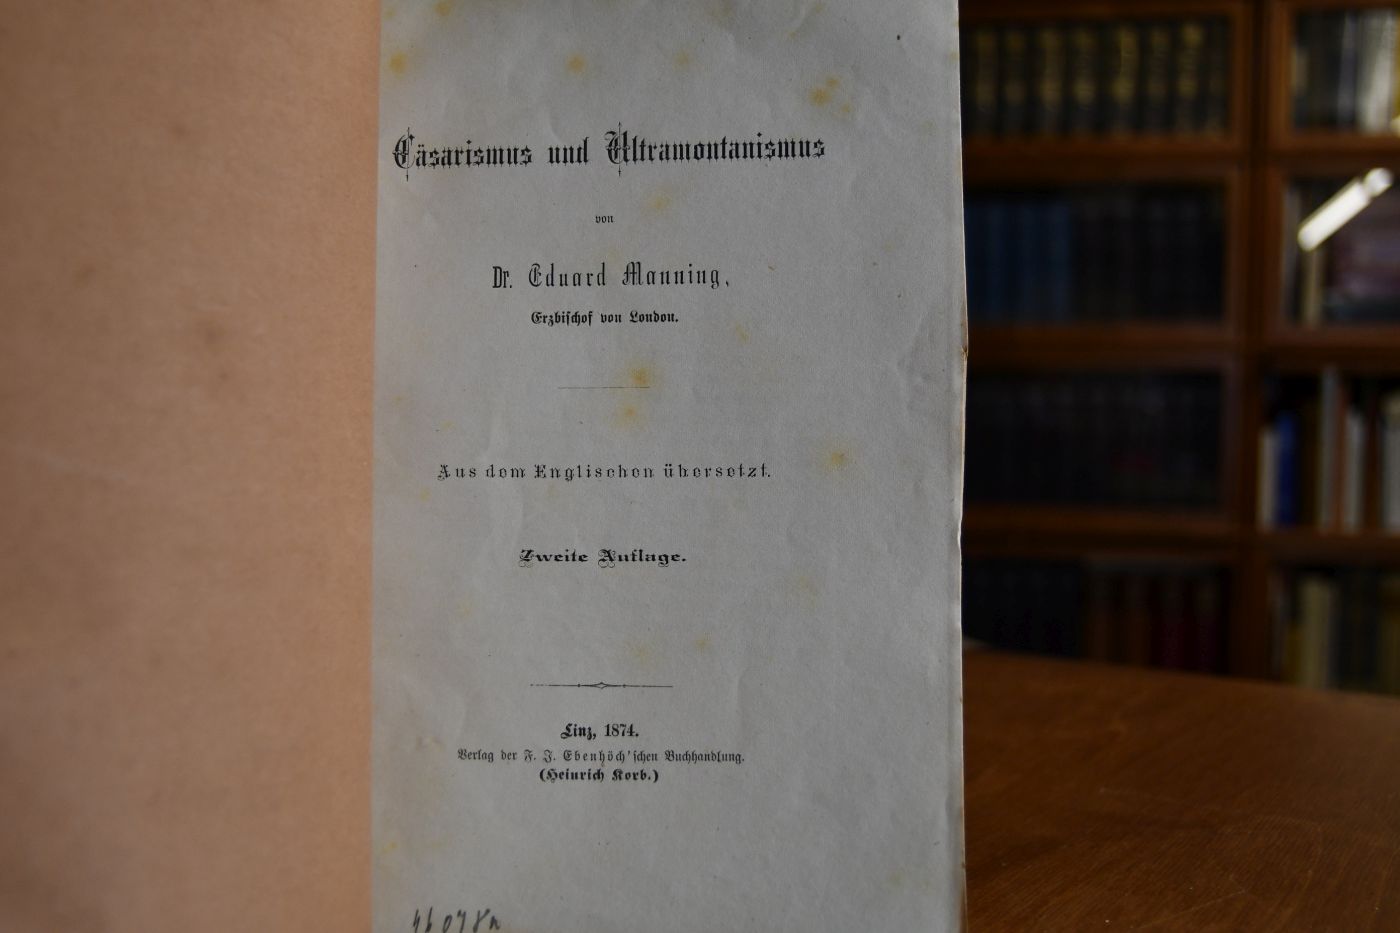 Cäsarismus und Ultramontanismus
von
Dr. Eduard Manning,
Erzbischof von London.
Aus dem Englischen übersetzt.
Zweite Auflage.
Linz, 1874.
Verlag der F. J. Ebenhöch'schen Buchhandlung.
(Heinrich Korb.)